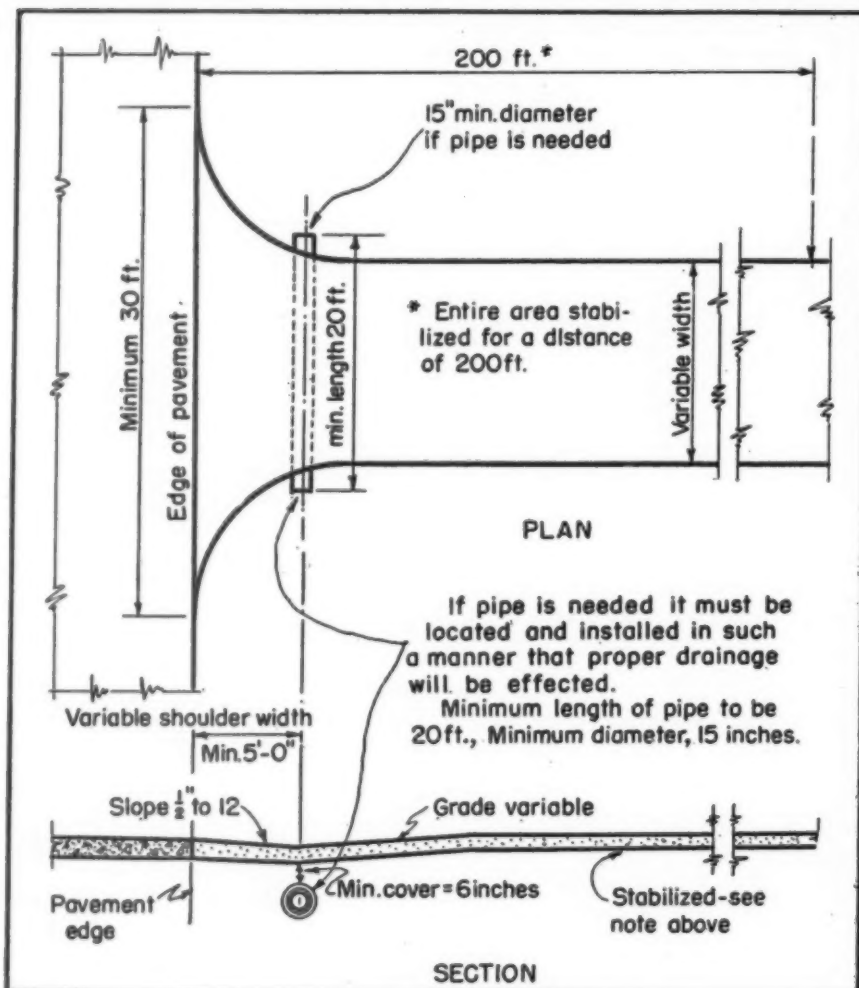 200 ft.*
15" min. diameter
if pipe is needed
Minimum 30 ft.
Edge of pavement
min. length 20 ft.
* Entire area stabi-
lized for a distance
of 200 ft.
Variable width
PLAN
If pipe is needed it must be
located and installed in such
a manner that proper drainage
will be effected.
Minimum length of pipe to be
20 ft., Minimum diameter, 15 inches.
Variable shoulder width
Min. 5'-0"
Slope ½" to 12
Grade variable
Min. cover = 6 inches
Pavement
edge
Stabilized-see
note above
SECTION